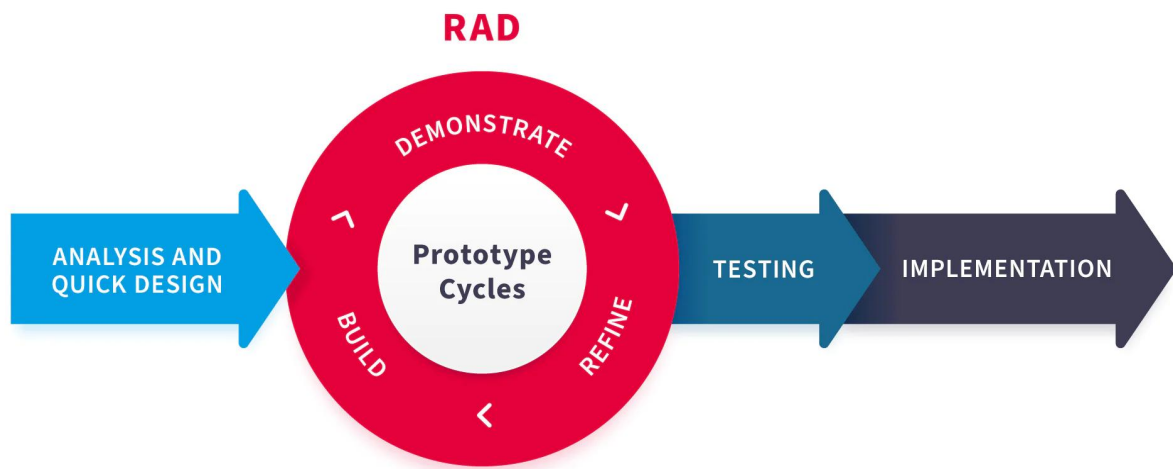 RAD
ANALYSIS AND
QUICK DESIGN
DEMONSTRATE
REFINE
BUILD
Prototype
Cycles
TESTING
IMPLEMENTATION